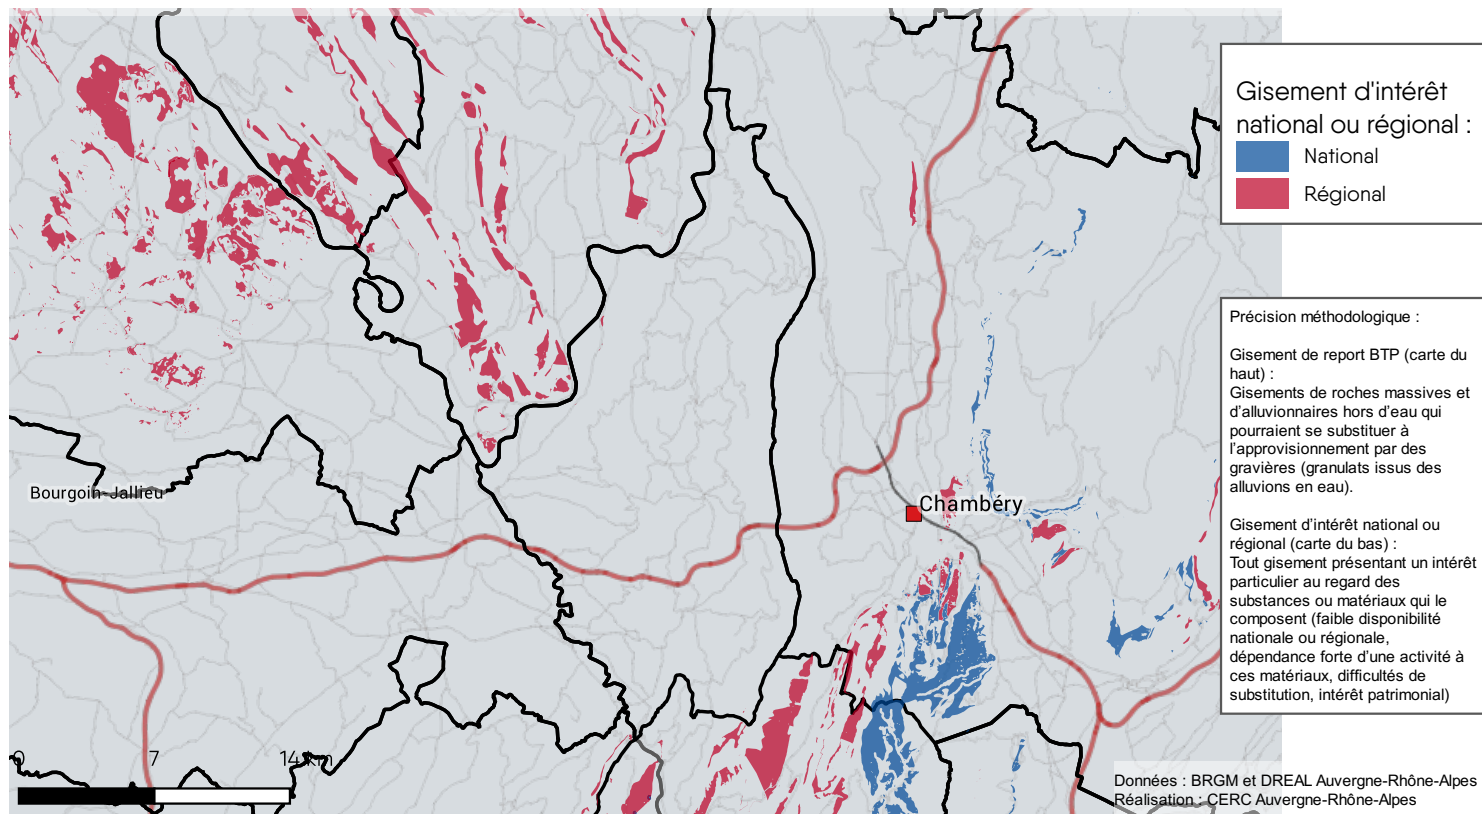 Gisement d'intérêt
national ou régional :
National
Régional
Précision méthodologique :
Gisement de report BTP (carte du
haut) :
Gisements de roches massives et
d'alluvionnaires hors d'eau qui
pourraient se substituer à
l'approvisionnement par des
gravières (granulats issus des
alluvions en eau).
Gisement d'intérêt national ou
régional (carte du bas) :
Tout gisement présentant un intérêt
particulier au regard des
substances ou matériaux qui le
composent (faible disponibilité
nationale ou régionale,
dépendance forte d'une activité à
ces matériaux, difficultés de
substitution, intérêt patrimonial)
Bourgoin-Jallieu
Chambéry
0 7 14 km
Données : BRGM et DREAL Auvergne-Rhône-Alpes
Réalisation : CERC Auvergne-Rhône-Alpes